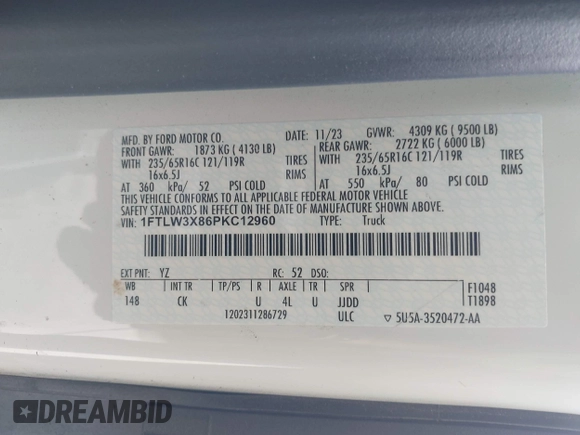 MFD. BY FORD MOTOR CO. DATE: 11/23 GVWR: 4309 KG ( 9500 LB)
FRONT GAWR: 1873 KG ( 4130 LB) REAR GAWR: 2722 KG ( 6000 LB)
WITH 235/65R16C 121/119R TIRES WITH 235/65R16C 121/119R TIRES
16x6.5J RIMS 16x6.5J RIMS
AT 360 kPa/ 52 PSI COLD AT 550 kPa/ 80 PSI COLD
THIS VEHICLE CONFORMS TO ALL APPLICABLE FEDERAL MOTOR VEHICLE
SAFETY STANDARDS IN EFFECT ON THE DATE OF MANUFACTURE SHOWN ABOVE.
VIN: 1FTLW3X86PKC12960 TYPE: Truck
EXT PNT: YZ RC: 52 DSO:
WB INT TR TP/PS R AXLE TR SPR F1048
148 CK U 4L U JJDD T1898
1202311286729 ULC ▽ 5U5A-3520472-AA
DREAMBID